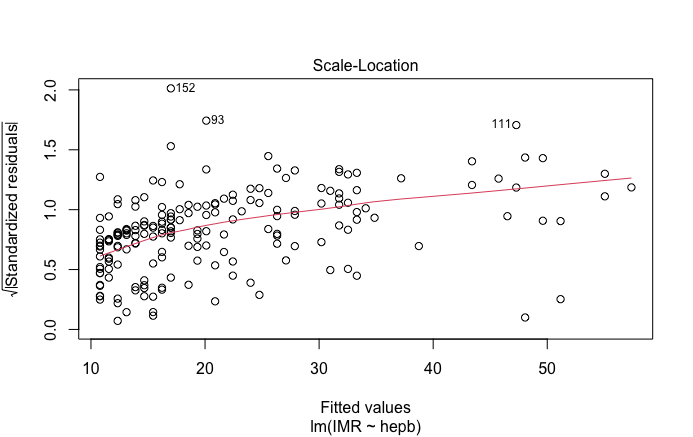 Scale-Location
√|Standardized residuals|
2.0
1.5
1.0
0.5
0.0
152
93
111
10 20 30 40 50
Fitted values
lm(IMR ~ hepb)